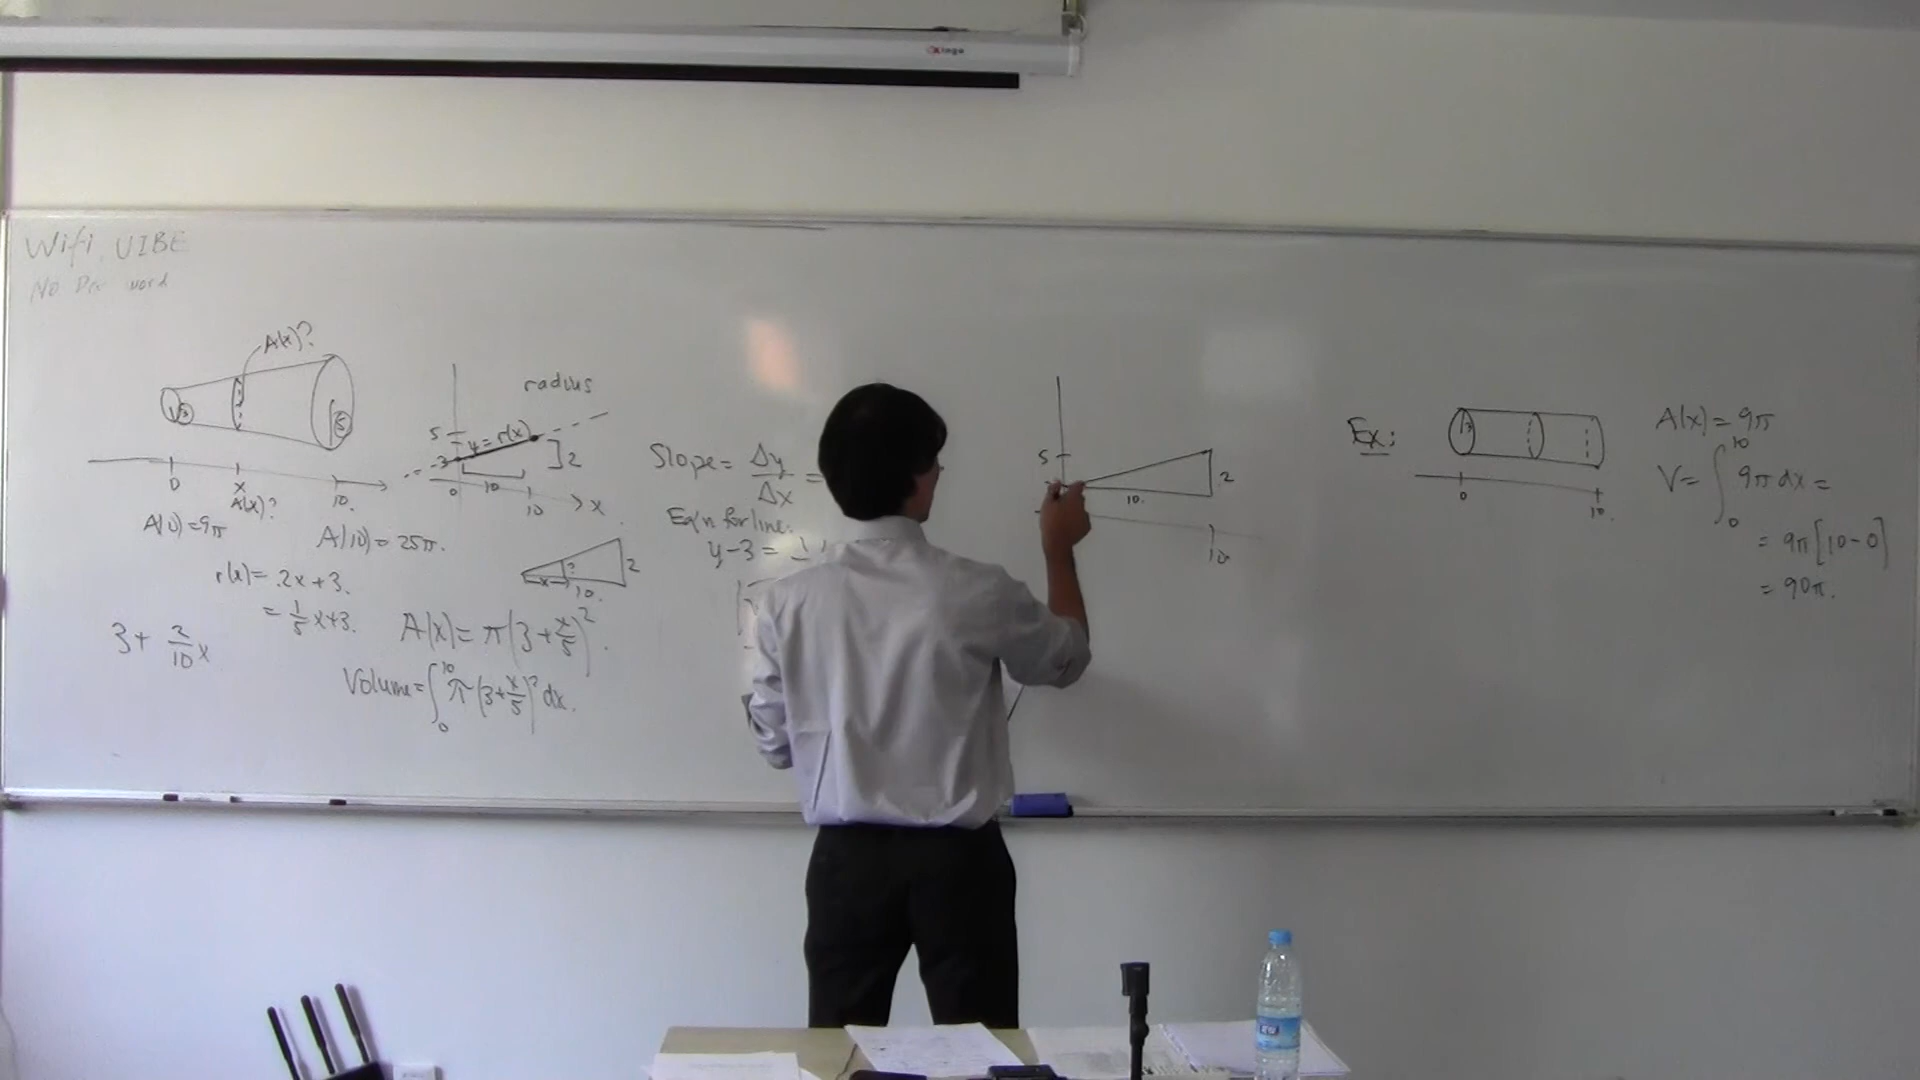 Xingo
Wifi UIBE
No
A(x)?
3
5
0
x
10.
A(x)?
A(0)=9π
A(10)=25π.
r(x)= .2x+3.
= 1/5 x+3.
3+ 2/10 x
radius
5
3
y=r(x)
]2
10
0
10
x
?
x
10.
2
A(x)= π(3+x/5)².
Volume=∫₀¹⁰ π(3+x/5)² dx.
Slope= Δy/Δx =
Eq'n for line:
y-3 =
5
10.
2
10
Ex:
3
0
10.
A(x)= 9π
V= ∫₀¹⁰ 9π dx =
= 9π[10-0]
= 90π.